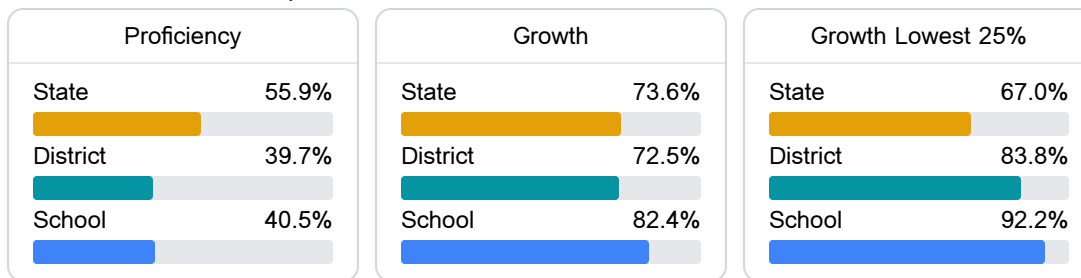 Proficiency
State 55.9%
District 39.7%
School 40.5%
Growth
State 73.6%
District 72.5%
School 82.4%
Growth Lowest 25%
State 67.0%
District 83.8%
School 92.2%